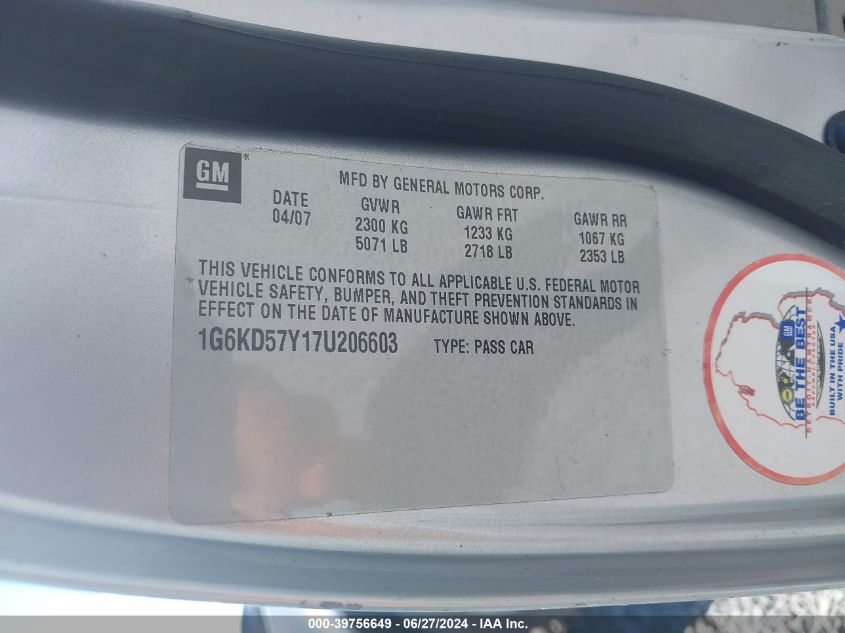 GM
MFD BY GENERAL MOTORS CORP.
DATE GVWR GAWR FRT GAWR RR
04/07 2300 KG 1233 KG 1067 KG
5071 LB 2718 LB 2353 LB
THIS VEHICLE CONFORMS TO ALL APPLICABLE U.S. FEDERAL MOTOR
VEHICLE SAFETY, BUMPER, AND THEFT PREVENTION STANDARDS IN
EFFECT ON THE DATE OF MANUFACTURE SHOWN ABOVE.
1G6KD57Y17U206603 TYPE: PASS CAR
GM
BE THE BEST
BUILT IN THE USA
WITH PRIDE
000-39756649 - 06/27/2024 - IAA Inc.